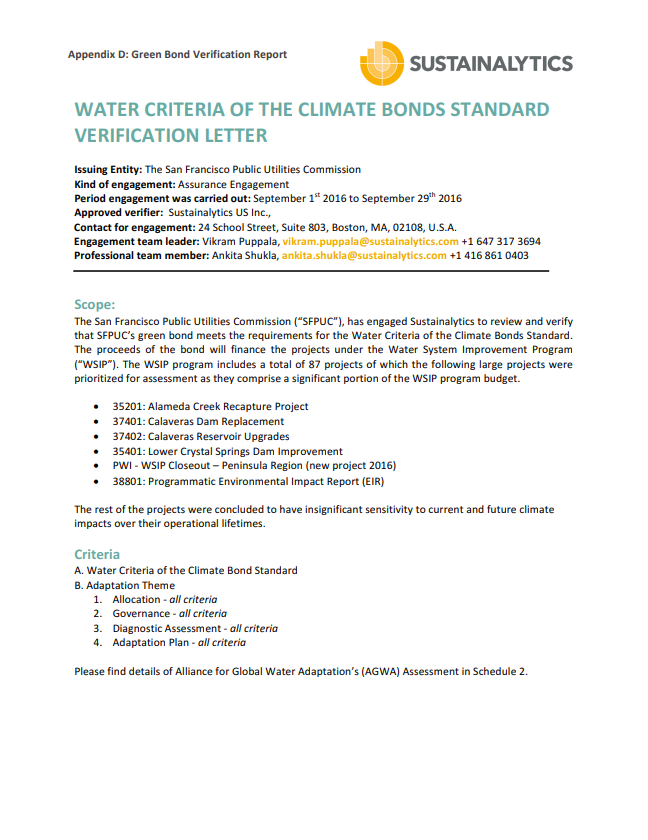 Appendix D: Green Bond Verification Report
SUSTAINALYTICS
WATER CRITERIA OF THE CLIMATE BONDS STANDARD
VERIFICATION LETTER
Issuing Entity: The San Francisco Public Utilities Commission
Kind of engagement: Assurance Engagement
Period engagement was carried out: September 1st 2016 to September 29th 2016
Approved verifier: Sustainalytics US Inc.,
Contact for engagement: 24 School Street, Suite 803, Boston, MA, 02108, U.S.A.
Engagement team leader: Vikram Puppala, vikram.puppala@sustainalytics.com +1 647 317 3694
Professional team member: Ankita Shukla, ankita.shukla@sustainalytics.com +1 416 861 0403
Scope:
The San Francisco Public Utilities Commission (“SFPUC”), has engaged Sustainalytics to review and verify
that SFPUC’s green bond meets the requirements for the Water Criteria of the Climate Bonds Standard.
The proceeds of the bond will finance the projects under the Water System Improvement Program
(“WSIP”). The WSIP program includes a total of 87 projects of which the following large projects were
prioritized for assessment as they comprise a significant portion of the WSIP program budget.
• 35201: Alameda Creek Recapture Project
• 37401: Calaveras Dam Replacement
• 37402: Calaveras Reservoir Upgrades
• 35401: Lower Crystal Springs Dam Improvement
• PWI - WSIP Closeout – Peninsula Region (new project 2016)
• 38801: Programmatic Environmental Impact Report (EIR)
The rest of the projects were concluded to have insignificant sensitivity to current and future climate
impacts over their operational lifetimes.
Criteria
A. Water Criteria of the Climate Bond Standard
B. Adaptation Theme
1. Allocation - all criteria
2. Governance - all criteria
3. Diagnostic Assessment - all criteria
4. Adaptation Plan - all criteria
Please find details of Alliance for Global Water Adaptation’s (AGWA) Assessment in Schedule 2.